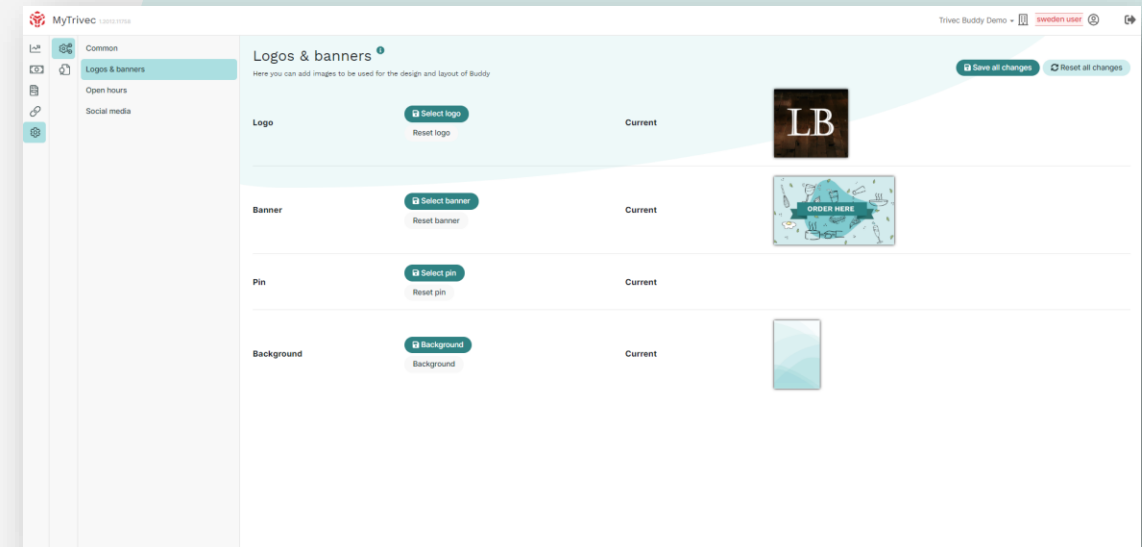 MyTrivec
Trivec Buddy Demo
sweden user
Common
Logos & banners
Open hours
Social media
Logos & banners
Here you can add images to be used for the design and layout of Buddy
Save all changes
Reset all changes
Logo
Select logo
Reset logo
Current
LB
Banner
Select banner
Reset banner
Current
ORDER HERE
Pin
Select pin
Reset pin
Current
Background
Background
Background
Current